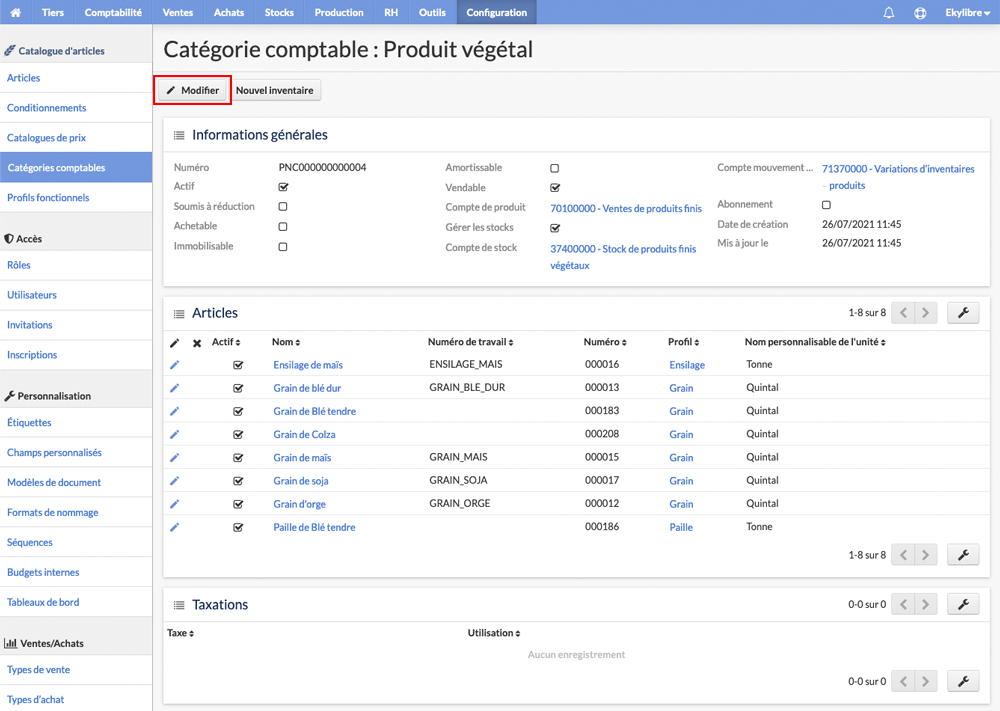 Tiers Comptabilité Ventes Achats Stocks Production RH Outils Configuration Ekylibre
Catalogue d'articles
Articles
Conditionnements
Catalogues de prix
Catégories comptables
Profils fonctionnels
Accès
Rôles
Utilisateurs
Invitations
Inscriptions
Personnalisation
Étiquettes
Champs personnalisés
Modèles de document
Formats de nommage
Séquences
Budgets internes
Tableaux de bord
Ventes/Achats
Types de vente
Types d'achat
Catégorie comptable : Produit végétal
Modifier Nouvel inventaire
Informations générales
Numéro PNC000000000004
Actif
Soumis à réduction
Achetable
Immobilisable
Amortissable
Vendable
Compte de produit 70100000 - Ventes de produits finis
Gérer les stocks
Compte de stock 37400000 - Stock de produits finis
végétaux
Compte mouvement ... 71370000 - Variations d'inventaires
- produits
Abonnement
Date de création 26/07/2021 11:45
Mis à jour le 26/07/2021 11:45
Articles 1-8 sur 8
Actif Nom Numéro de travail Numéro Profil Nom personnalisable de l'unité
Ensilage de maïs ENSILAGE_MAIS 000016 Ensilage Tonne
Grain de blé dur GRAIN_BLE_DUR 000013 Grain Quintal
Grain de Blé tendre 000183 Grain Quintal
Grain de Colza 000208 Grain Quintal
Grain de maïs GRAIN_MAIS 000015 Grain Quintal
Grain de soja GRAIN_SOJA 000017 Grain Quintal
Grain d'orge GRAIN_ORGE 000012 Grain Quintal
Paille de Blé tendre 000186 Paille Tonne
1-8 sur 8
Taxations 0-0 sur 0
Taxe Utilisation
Aucun enregistrement
0-0 sur 0